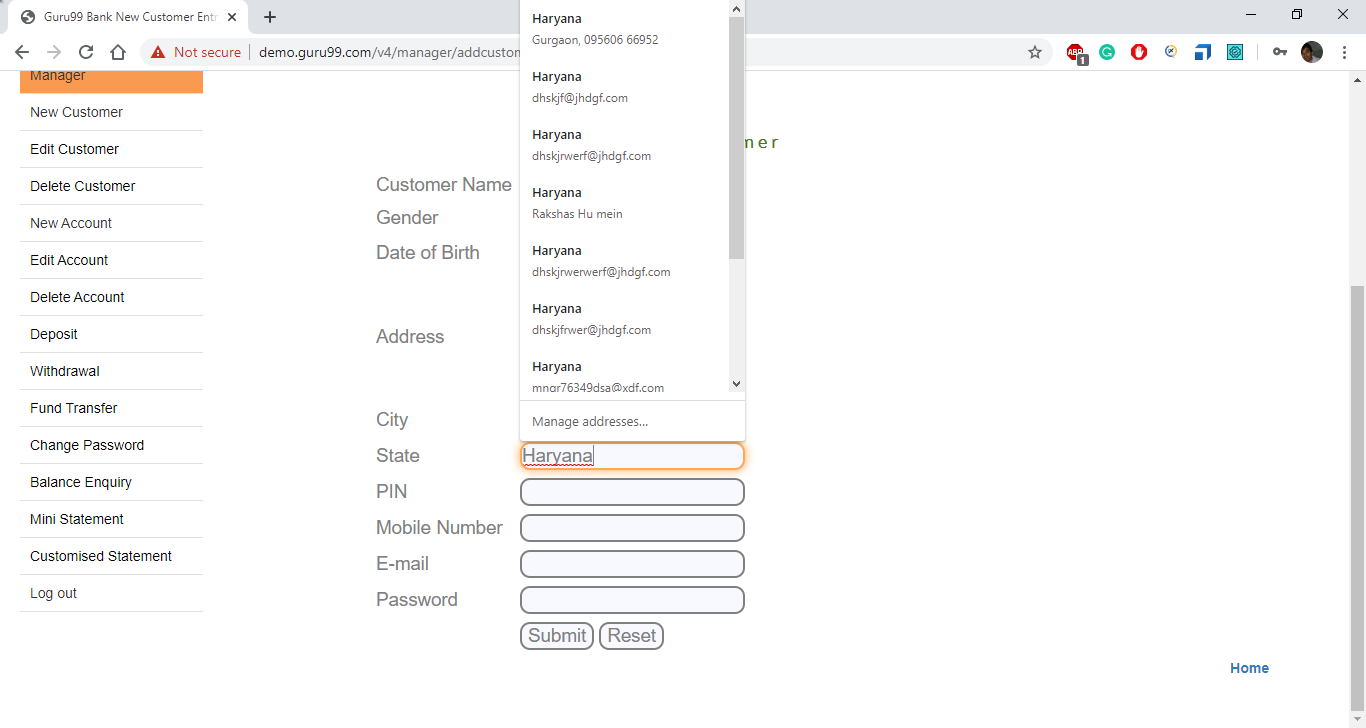 Guru99 Bank New Customer Entr
Not secure
demo.guru99.com/v4/manager/addcustom
ABP
1
Manager
New Customer
Edit Customer
Delete Customer
New Account
Edit Account
Delete Account
Deposit
Withdrawal
Fund Transfer
Change Password
Balance Enquiry
Mini Statement
Customised Statement
Log out
mer
Customer Name
Gender
Date of Birth
Address
City
State
PIN
Mobile Number
E-mail
Password
Haryana
Gurgaon, 095606 66952
Haryana
dhskjf@jhdgf.com
Haryana
dhskjrwerf@jhdgf.com
Haryana
Rakshas Hu mein
Haryana
dhskjrwerwerf@jhdgf.com
Haryana
dhskjfrwer@jhdgf.com
Haryana
mngr76349dsa@xdf.com
Manage addresses...
Haryana
Submit Reset
Home